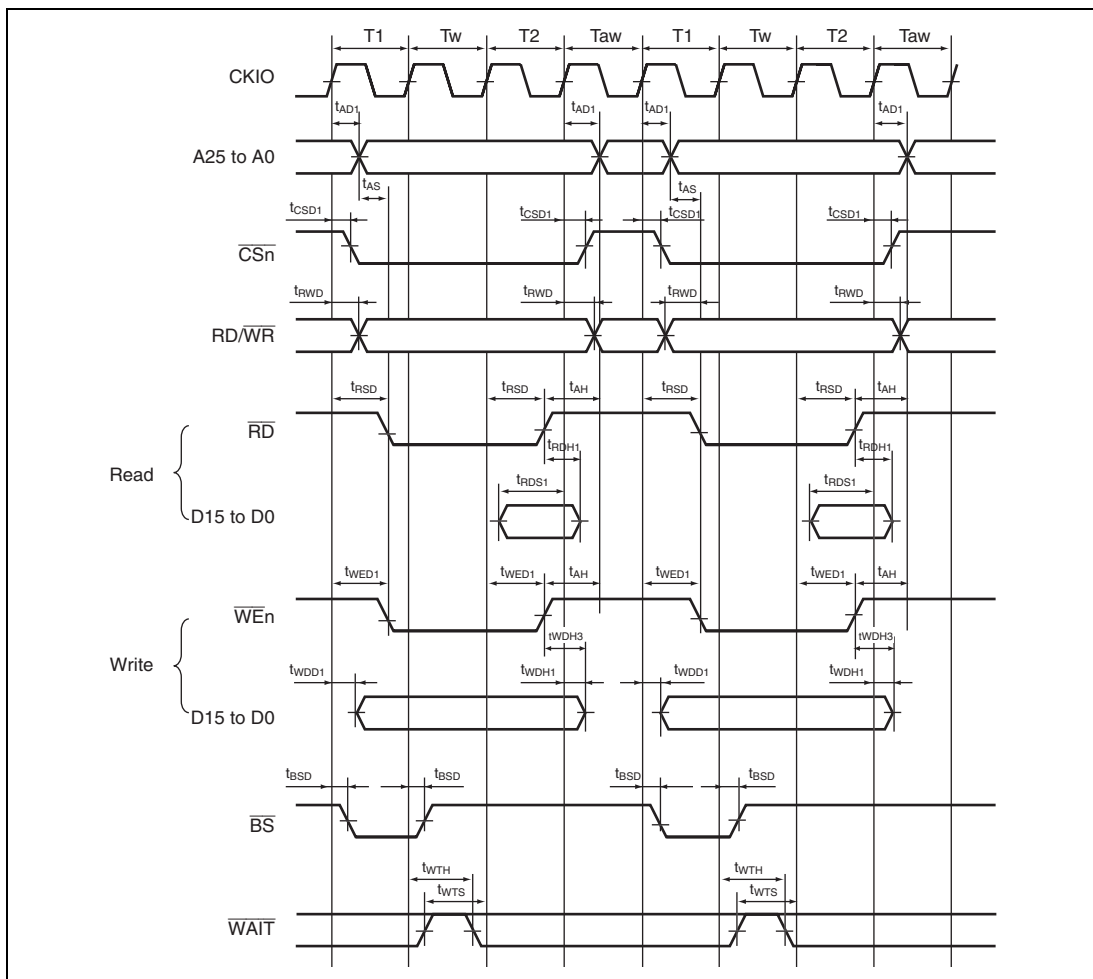 T1 Tw T2 Taw T1 Tw T2 Taw
CKIO
tAD1 tAD1 tAD1 tAD1
A25 to A0
tAS tAS
tCSD1 tCSD1 tCSD1 tCSD1
CSn
tRWD tRWD tRWD tRWD
RD/WR
tRSD tRSD tAH tRSD tRSD tAH
RD
tRDH1 tRDH1
Read
tRDS1 tRDS1
D15 to D0
tWED1 tWED1 tAH tWED1 tWED1 tAH
WEn
tWDH3 tWDH3
Write
tWDD1 tWDH1 tWDD1 tWDH1
D15 to D0
tBSD tBSD tBSD tBSD
BS
tWTH tWTH
tWTS tWTS
WAIT